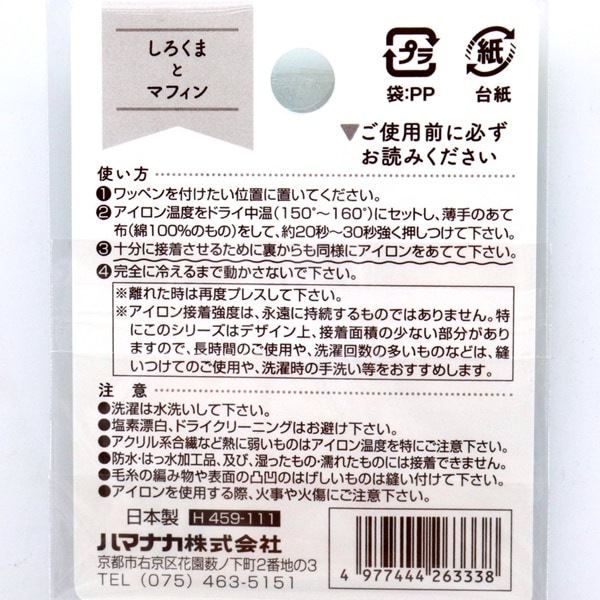 しろくま
と
マフィン
プラ
紙
袋:PP
台紙
▼ご使用前に必ず
お読みください
使い方
❶ワッペンを付けたい位置に置いてください。
❷アイロン温度をドライ中温(150°~160°)にセットし、薄手のあて
布(綿100%のもの)をして、約20秒~30秒強く押しつけて下さい。
❸十分に接着させるために裏からも同様にアイロンをあてて下さい。
❹完全に冷えるまで動かさないで下さい。
※離れた時は再度プレスして下さい。
※アイロン接着強度は、永遠に持続するものではありません。特
にこのシリーズはデザイン上、接着面積の少ない部分があり
ますので、長時間のご使用や、洗濯回数の多いものなどは、縫
いつけてのご使用や、洗濯時の手洗い等をおすすめします。
注 意
●洗濯は水洗いして下さい。
●塩素漂白、ドライクリーニングはお避け下さい。
●アクリル系合繊など熱に弱いものはアイロン温度を特にご注意下さい。
●防水・はっ水加工品、及び、湿ったもの・濡れたものには接着できません。
●毛糸の編み物や表面の凸凹のはげしいものは縫い付けて下さい。
●アイロンを使用する際、火事や火傷にご注意下さい。
日本製 H 459-111
ハマナカ株式会社
京都市右京区花園薮ノ下町2番地の3
TEL (075) 463-5151
4 977444 263338